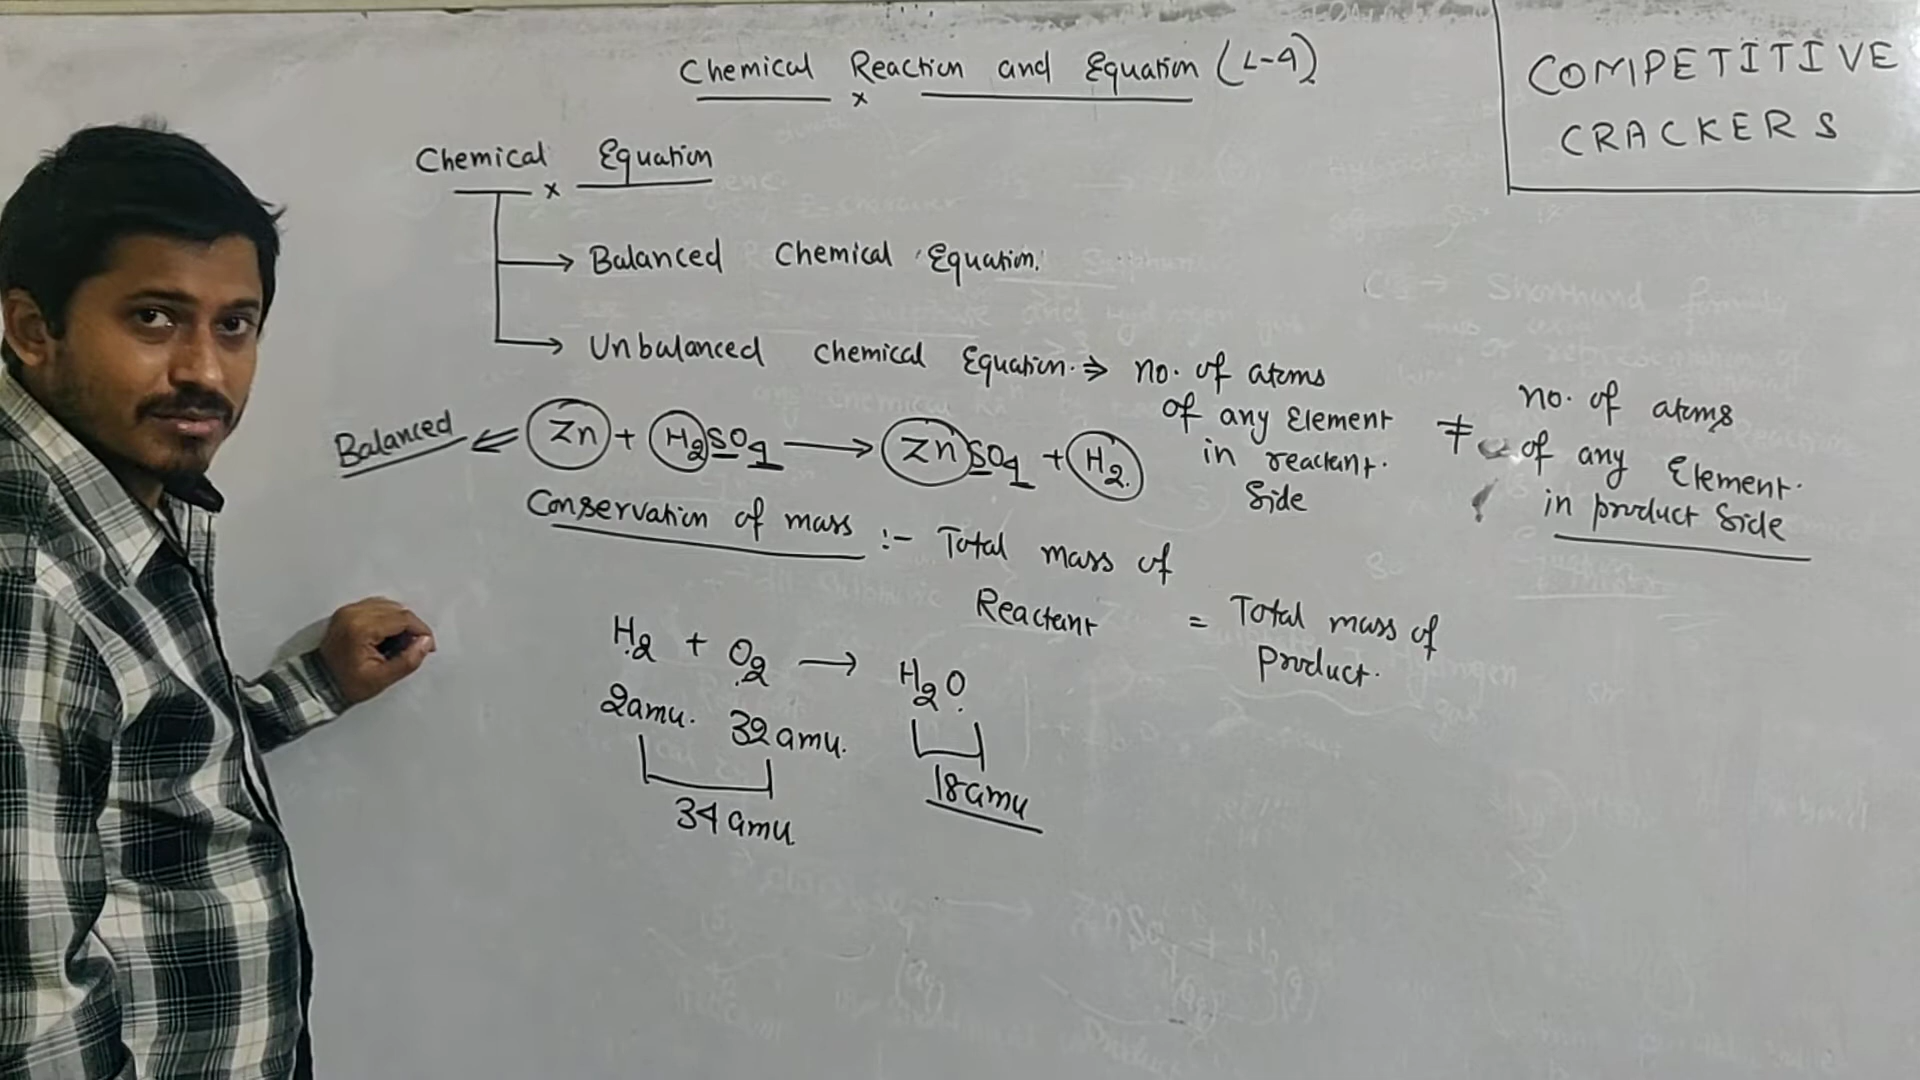 Chemical Reaction and Equation (L-4)
COMPETITIVE
CRACKERS
Chemical Equation
Balanced Chemical Equation.
Unbalanced Chemical Equation. ⇒ no. of atoms
of any Element
in reactant.
Side
≠
no. of atoms
of any Element.
in product Side
Balanced ⇐ Zn + H₂SO₄ → ZnSO₄ + H₂
Conservation of mass :- Total mass of
Reactant = Total mass of
Product.
H₂ + O₂ → H₂O
2amu. 32amu.
34amu
18amu